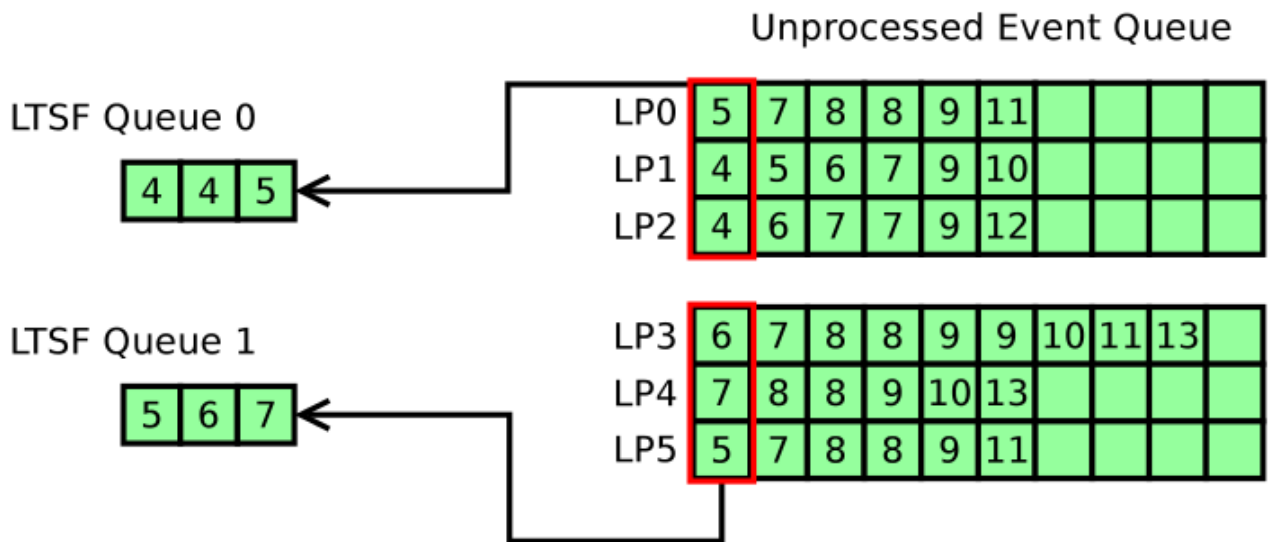 Unprocessed Event Queue
LTSF Queue 0
4 4 5
LP0 5 7 8 8 9 11
LP1 4 5 6 7 9 10
LP2 4 6 7 7 9 12
LTSF Queue 1
5 6 7
LP3 6 7 8 8 9 9 10 11 13
LP4 7 8 8 9 10 13
LP5 5 7 8 8 9 11